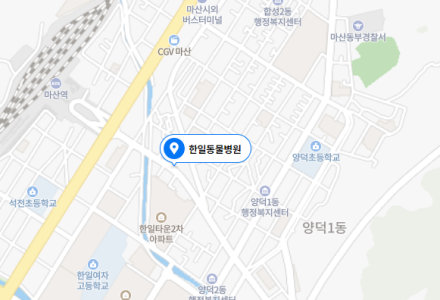 마산시외
버스터미널
합성2동
행정복지센터
마산동부경찰서
CGV 마산
마산역
한일동물병원
양덕초등학교
석전초등학교
양덕1동
행정복지센터
양덕1동
한일타운2차
아파트
한일여자
고등학교
양덕2동
행정복지센터